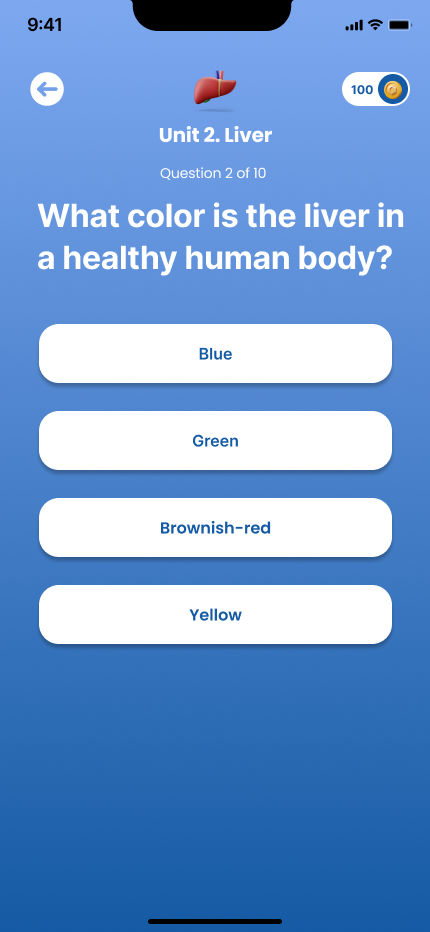 9:41
100
Unit 2. Liver
Question 2 of 10
What color is the liver in
a healthy human body?
Blue
Green
Brownish-red
Yellow